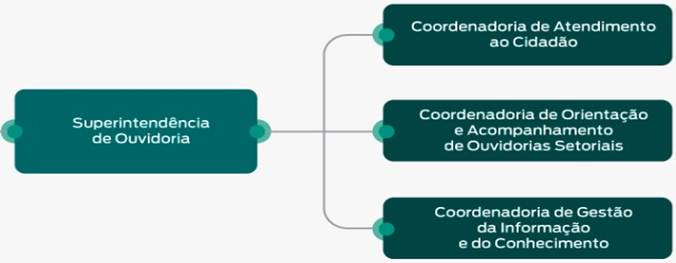 Superintendência
de Ouvidoria
Coordenadoria de Atendimento
ao Cidadão
Coordenadoria de Orientação
e Acompanhamento
de Ouvidorias Setoriais
Coordenadoria de Gestão
da Informação
e do Conhecimento